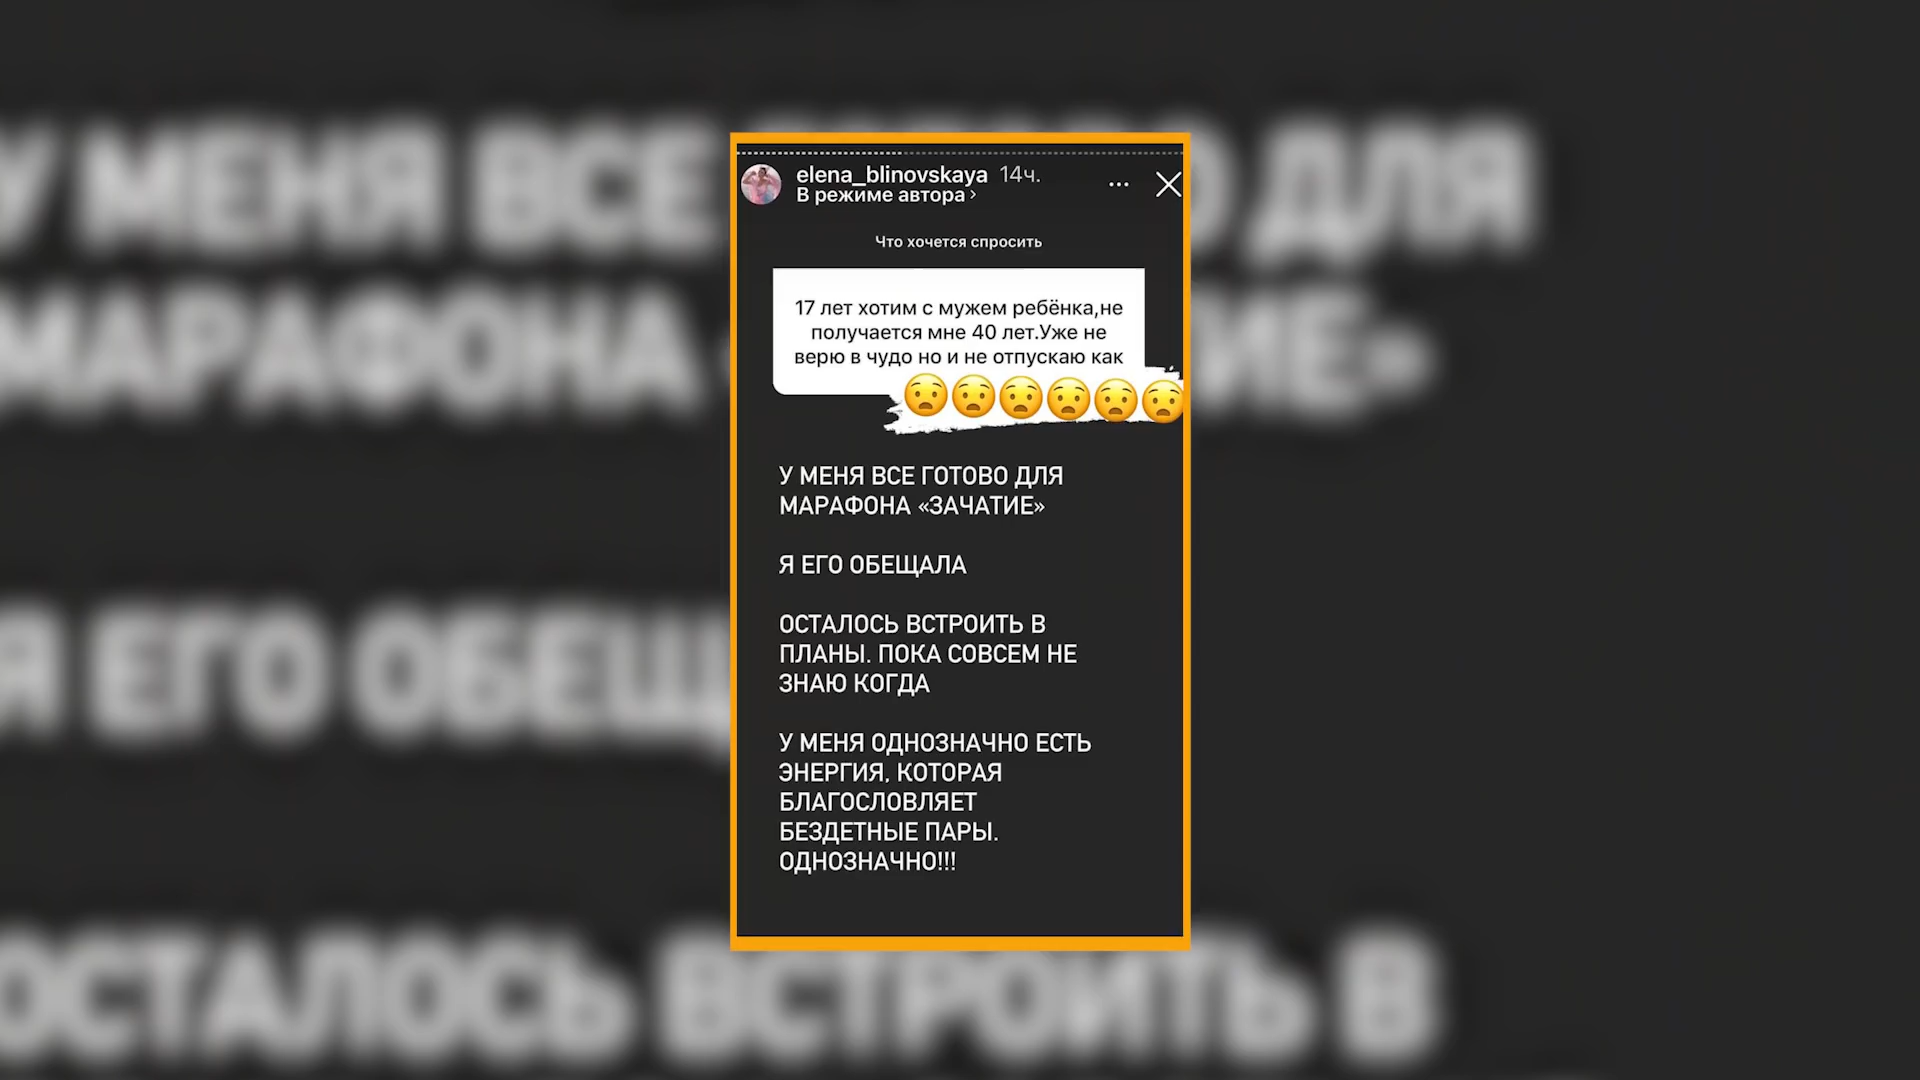 elena_blinovskaya 14ч.
В режиме автора ›
Что хочется спросить
17 лет хотим с мужем ребёнка,не
получается мне 40 лет.Уже не
верю в чудо но и не отпускаю как
У МЕНЯ ВСЕ ГОТОВО ДЛЯ
МАРАФОНА «ЗАЧАТИЕ»
Я ЕГО ОБЕЩАЛА
ОСТАЛОСЬ ВСТРОИТЬ В
ПЛАНЫ. ПОКА СОВСЕМ НЕ
ЗНАЮ КОГДА
У МЕНЯ ОДНОЗНАЧНО ЕСТЬ
ЭНЕРГИЯ, КОТОРАЯ
БЛАГОСЛОВЛЯЕТ
БЕЗДЕТНЫЕ ПАРЫ.
ОДНОЗНАЧНО!!!